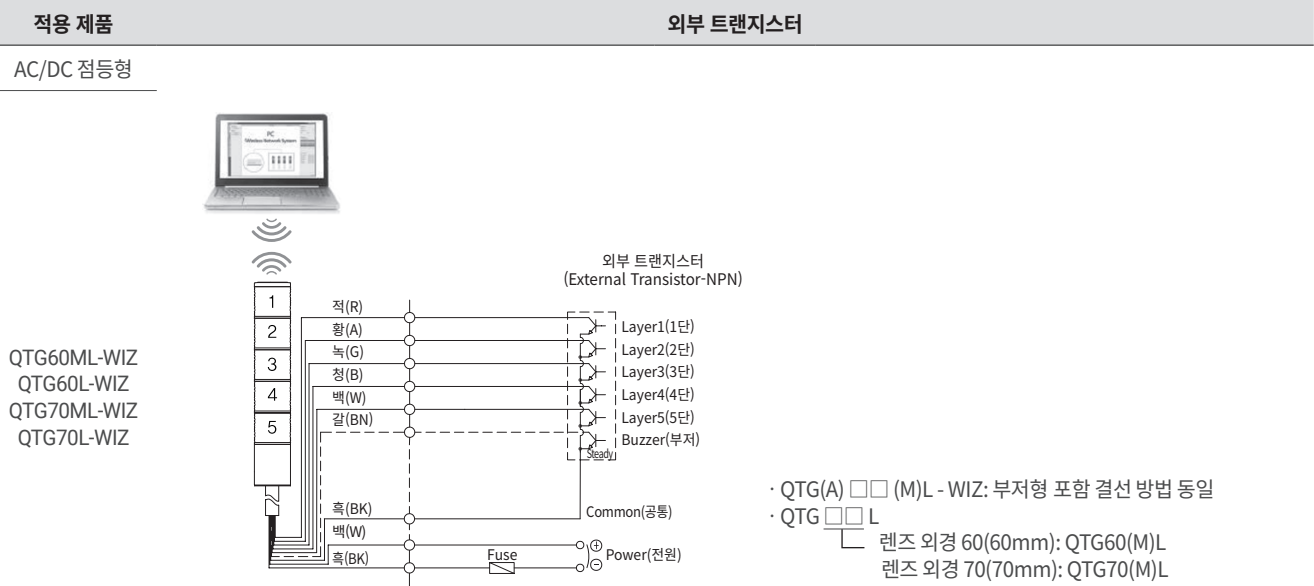 적용 제품
외부 트랜지스터
AC/DC 점등형
PC
Wireless Network System
외부 트랜지스터
(External Transistor-NPN)
QTG60ML-WIZ
QTG60L-WIZ
QTG70ML-WIZ
QTG70L-WIZ
1
2
3
4
5
적(R)
황(A)
녹(G)
청(B)
백(W)
갈(BN)
Layer1(1단)
Layer2(2단)
Layer3(3단)
Layer4(4단)
Layer5(5단)
Buzzer(부저)
Steady
흑(BK)
Common(공통)
백(W)
흑(BK)
Fuse
⊕
⊖
Power(전원)
· QTG(A) □□ (M)L - WIZ: 부저형 포함 결선 방법 동일
· QTG □□ L
렌즈 외경 60(60mm): QTG60(M)L
렌즈 외경 70(70mm): QTG70(M)L